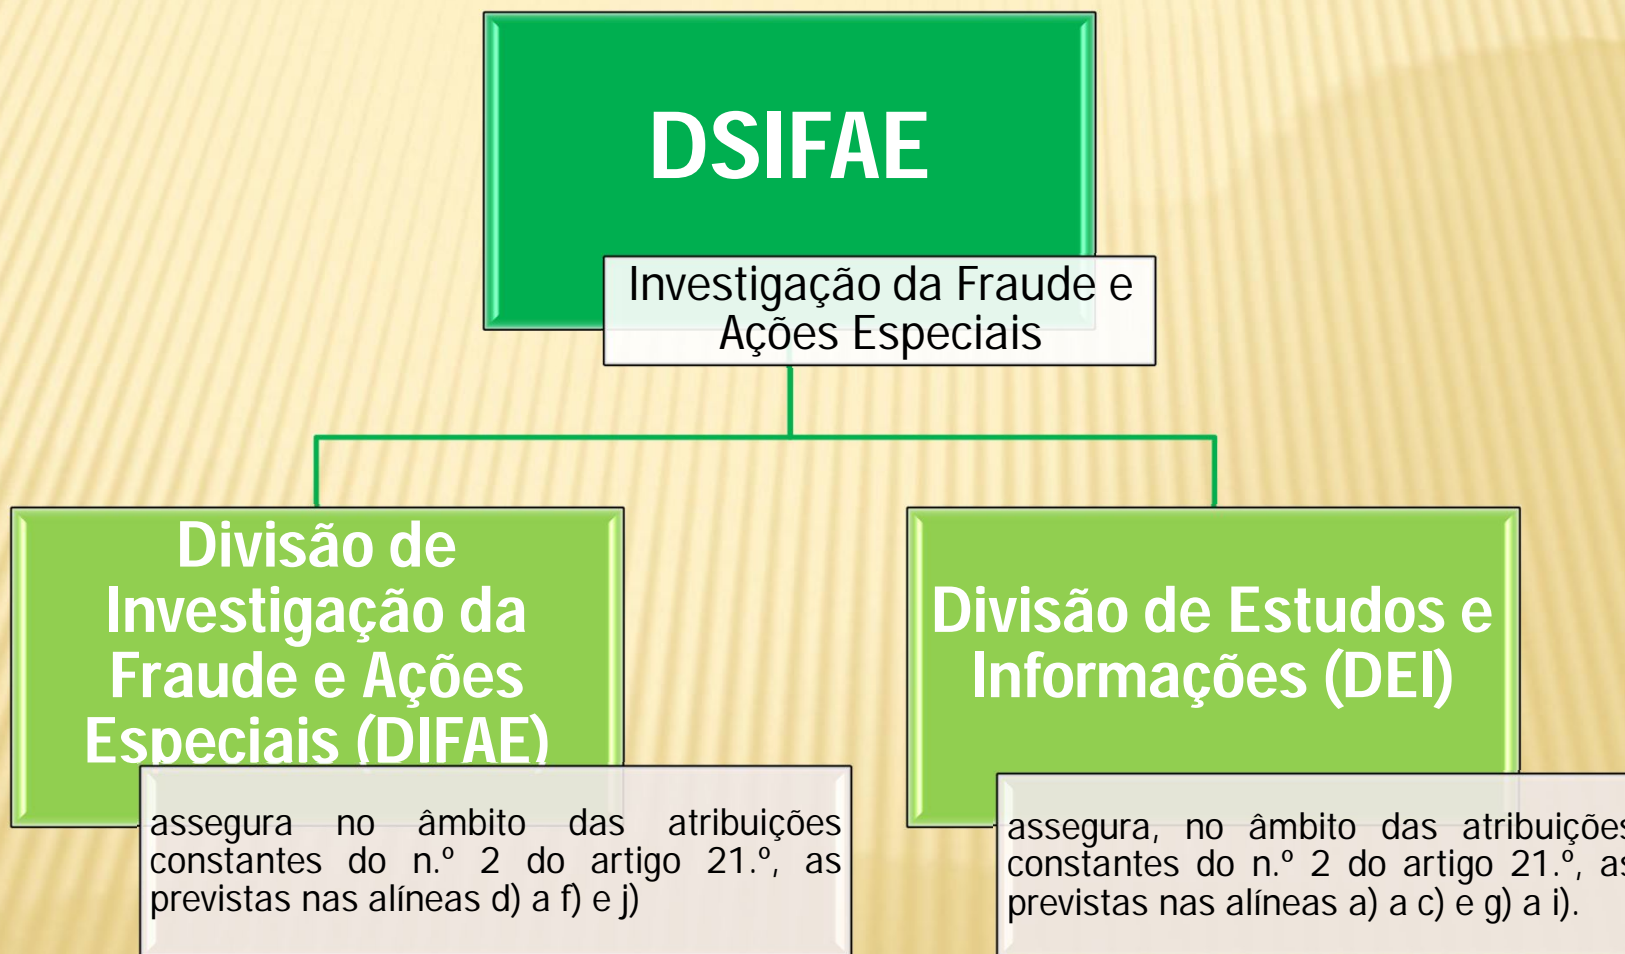 DSIFAE
Investigação da Fraude e
Ações Especiais
Divisão de
Investigação da
Fraude e Ações
Especiais (DIFAE)
assegura no âmbito das atribuições
constantes do n.º 2 do artigo 21.º, as
previstas nas alíneas d) a f) e j)
Divisão de Estudos e
Informações (DEI)
assegura, no âmbito das atribuições
constantes do n.º 2 do artigo 21.º, as
previstas nas alíneas a) a c) e g) a i).